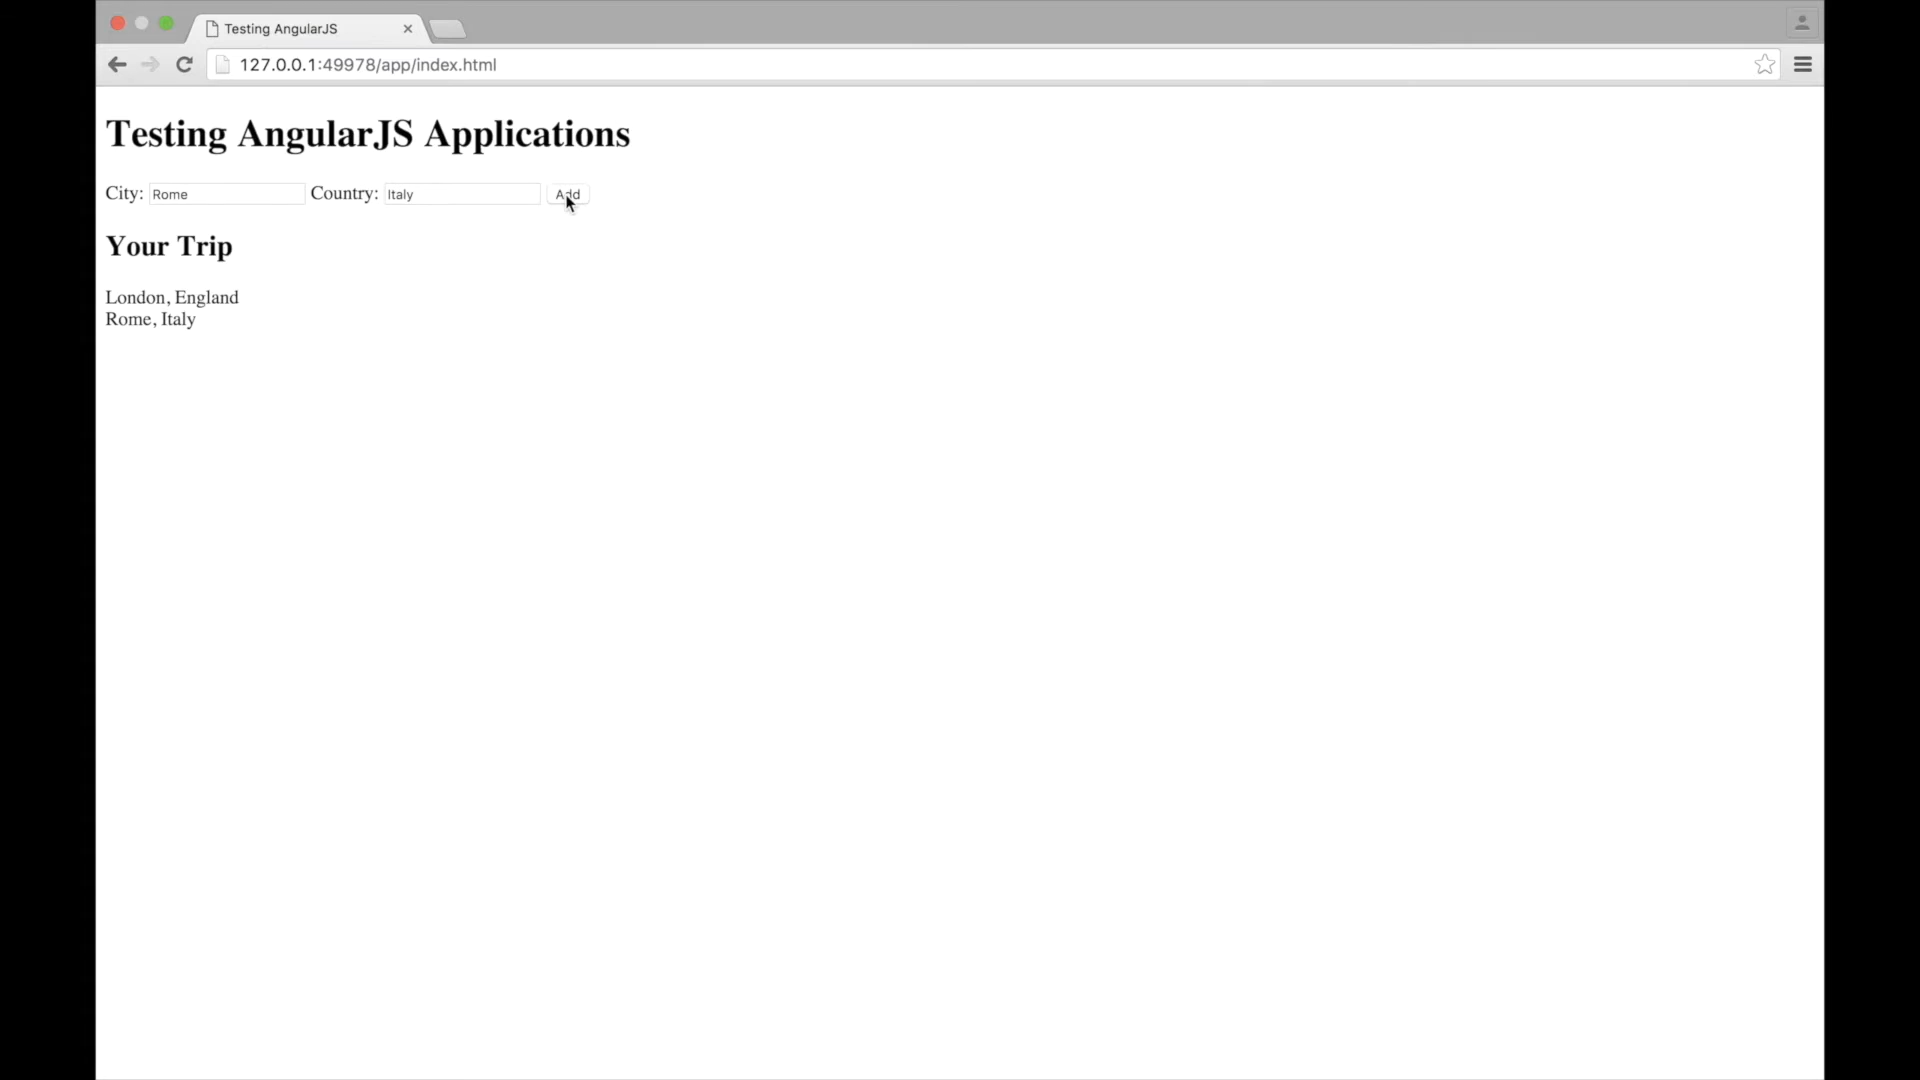 Testing AngularJS
127.0.0.1:49978/app/index.html
Testing AngularJS Applications
City: Rome Country: Italy Add
Your Trip
London, England
Rome, Italy